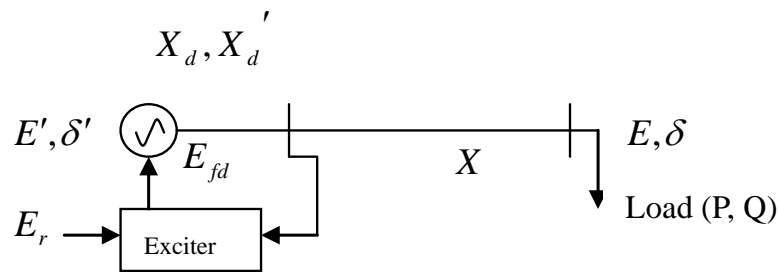 X_d, X_d'
E', δ'
E_fd
X
E, δ
Load (P, Q)
E_r
Exciter